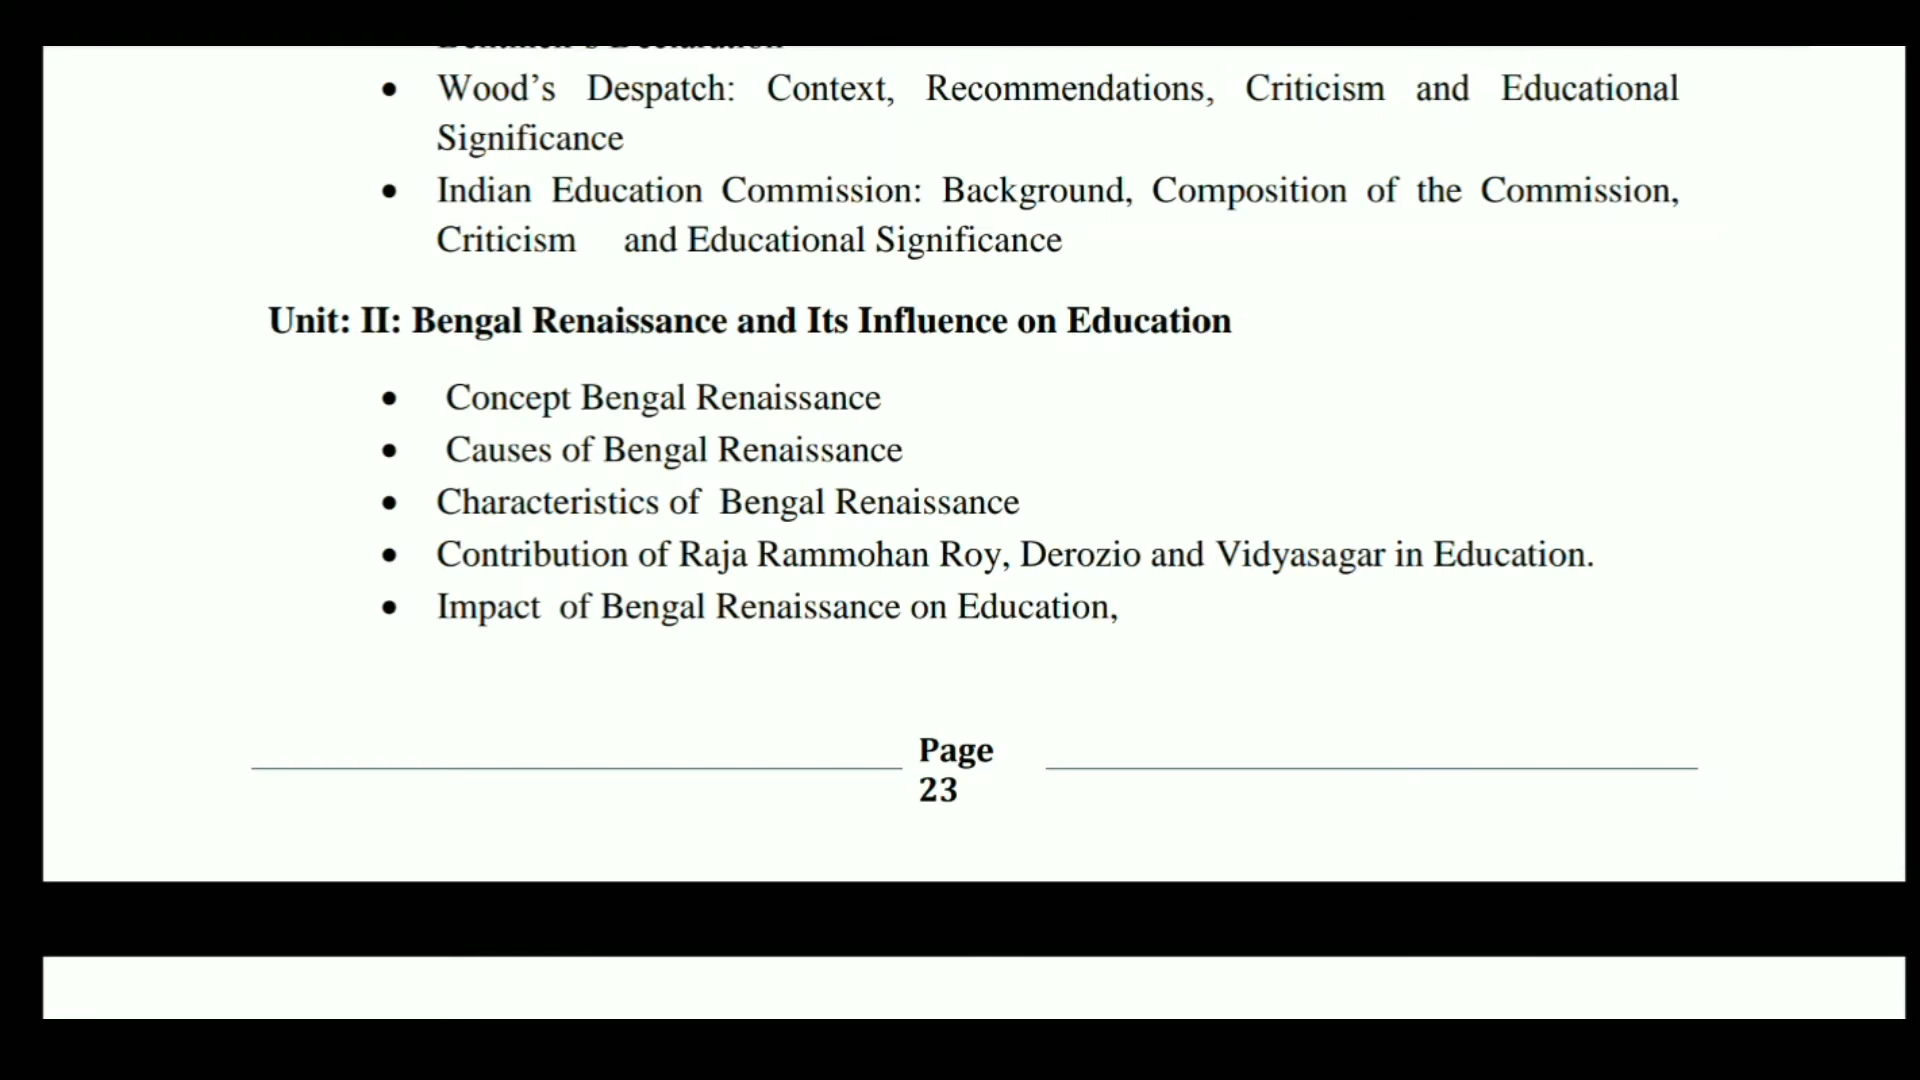 • Wood’s Despatch: Context, Recommendations, Criticism and Educational
Significance
• Indian Education Commission: Background, Composition of the Commission,
Criticism and Educational Significance
Unit: II: Bengal Renaissance and Its Influence on Education
• Concept Bengal Renaissance
• Causes of Bengal Renaissance
• Characteristics of Bengal Renaissance
• Contribution of Raja Rammohan Roy, Derozio and Vidyasagar in Education.
• Impact of Bengal Renaissance on Education,
Page
23